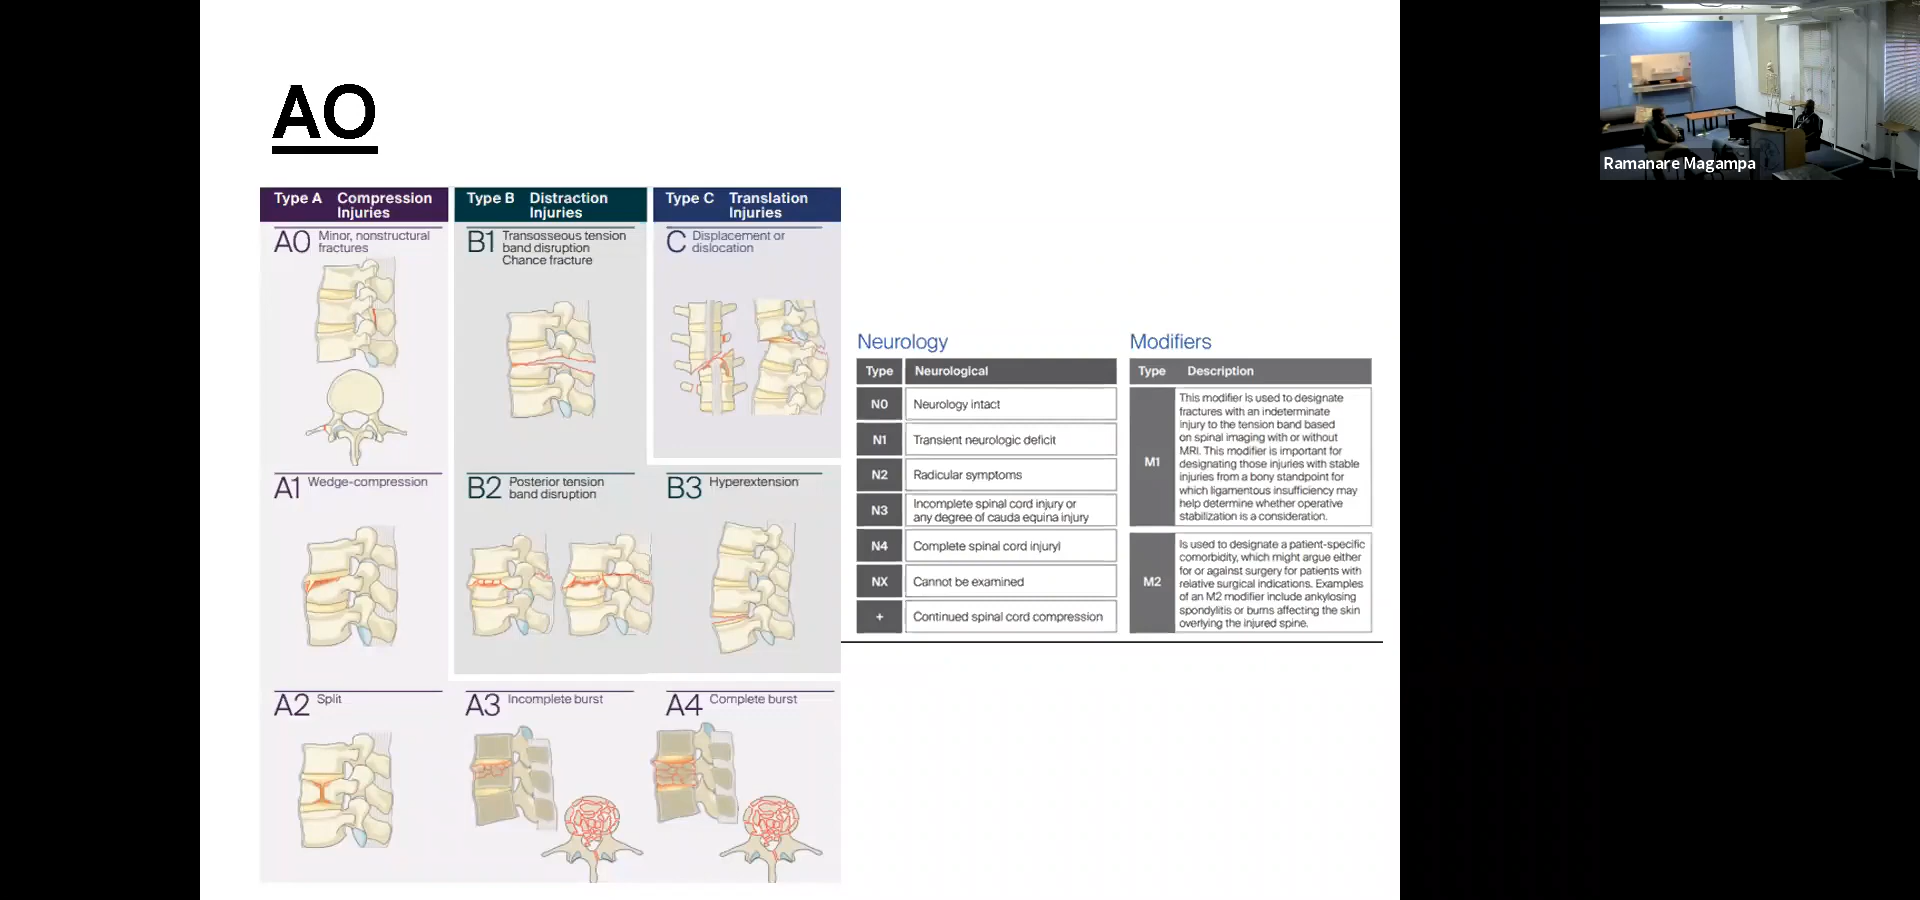 AO
Type A Compression
Injuries
Type B Distraction
Injuries
Type C Translation
Injuries
A0 Minor, nonstructural
fractures
B1 Transosseous tension
band disruption
Chance fracture
C Displacement or
dislocation
A1 Wedge-compression
B2 Posterior tension
band disruption
B3 Hyperextension
A2 Split
A3 Incomplete burst
A4 Complete burst
Neurology
Type Neurological
N0 Neurology intact
N1 Transient neurologic deficit
N2 Radicular symptoms
N3 Incomplete spinal cord injury or
any degree of cauda equina injury
N4 Complete spinal cord injuryl
NX Cannot be examined
+ Continued spinal cord compression
Modifiers
Type Description
M1
This modifier is used to designate
fractures with an indeterminate
injury to the tension band based
on spinal imaging with or without
MRI. This modifier is important for
designating those injuries with stable
injuries from a bony standpoint for
which ligamentous insufficiency may
help determine whether operative
stabilization is a consideration.
M2
Is used to designate a patient-specific
comorbidity, which might argue either
for or against surgery for patients with
relative surgical indications. Examples
of an M2 modifier include ankylosing
spondylitis or burns affecting the skin
overlying the injured spine.
Ramanare Magampa